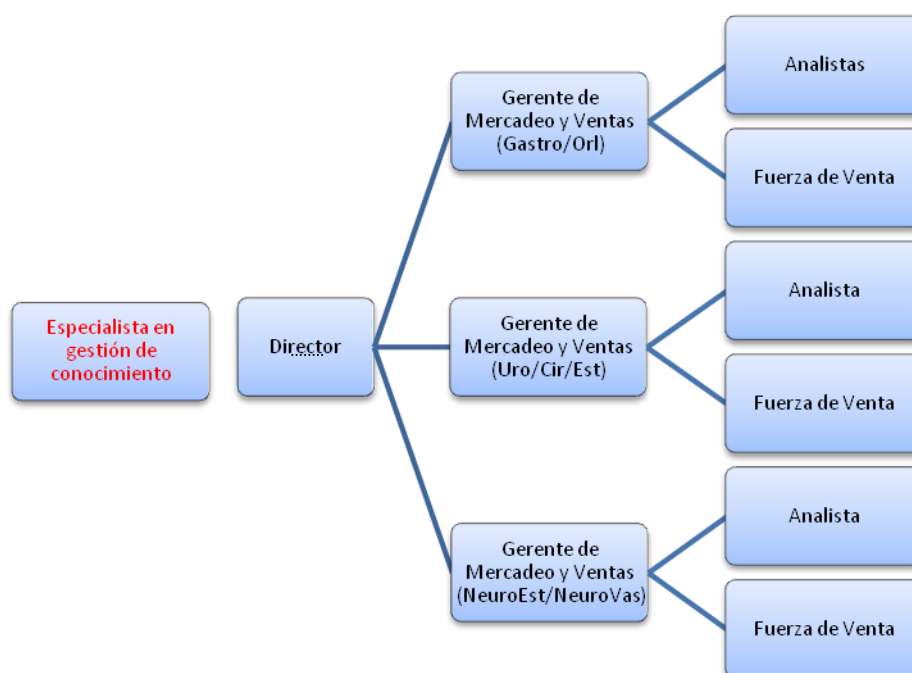 Especialista en
gestión de
conocimiento
Director
Gerente de
Mercadeo y Ventas
(Gastro/Orl)
Analistas
Fuerza de Venta
Gerente de
Mercadeo y Ventas
(Uro/Cir/Est)
Analista
Fuerza de Venta
Gerente de
Mercadeo y Ventas
(NeuroEst/NeuroVas)
Analista
Fuerza de Venta